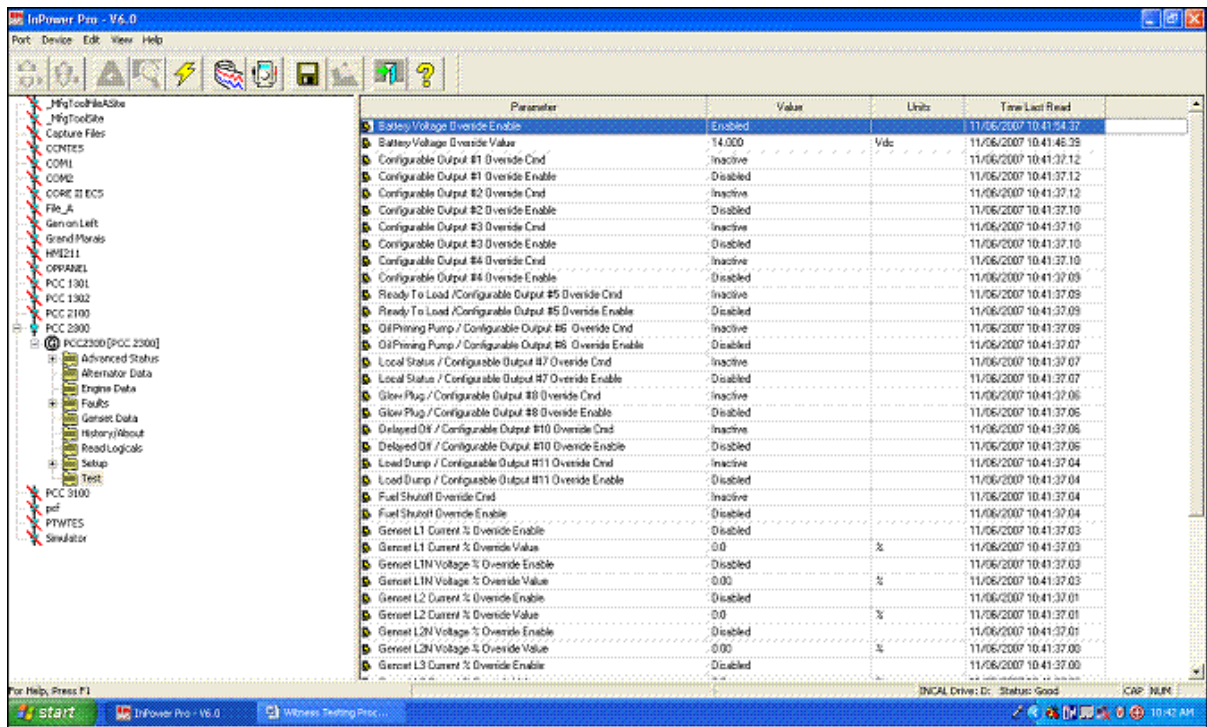 InPower Pro - V6.0
Port Device Edit View Help
_MfgToolFileASite
_MfgToolSite
Capture Files
CCMTES
COM1
COM2
CORE II ECS
File_A
Gen on Left
Grand Marais
HMI211
OPPANEL
PCC 1301
PCC 1302
PCC 2100
PCC 2300
PCC2300 [PCC 2300]
Advanced Status
Alternator Data
Engine Data
Faults
Genset Data
History/About
Read Logicals
Setup
Test
PCC 3100
pcf
PTWTES
Simulator
Parameter Value Units Time Last Read
Battery Voltage Override Enable Enabled 11/06/2007 10:41:54.37
Battery Voltage Override Value 14.000 Vdc 11/06/2007 10:41:46.39
Configurable Output #1 Override Cmd Inactive 11/06/2007 10:41:37.12
Configurable Output #1 Override Enable Disabled 11/06/2007 10:41:37.12
Configurable Output #2 Override Cmd Inactive 11/06/2007 10:41:37.12
Configurable Output #2 Override Enable Disabled 11/06/2007 10:41:37.10
Configurable Output #3 Override Cmd Inactive 11/06/2007 10:41:37.10
Configurable Output #3 Override Enable Disabled 11/06/2007 10:41:37.10
Configurable Output #4 Override Cmd Inactive 11/06/2007 10:41:37.10
Configurable Output #4 Override Enable Disabled 11/06/2007 10:41:37.09
Ready To Load /Configurable Output #5 Override Cmd Inactive 11/06/2007 10:41:37.09
Ready To Load /Configurable Output #5 Override Enable Disabled 11/06/2007 10:41:37.09
Oil Priming Pump / Configurable Output #6 Override Cmd Inactive 11/06/2007 10:41:37.09
Oil Priming Pump / Configurable Output #6 Override Enable Disabled 11/06/2007 10:41:37.07
Local Status / Configurable Output #7 Override Cmd Inactive 11/06/2007 10:41:37.07
Local Status / Configurable Output #7 Override Enable Disabled 11/06/2007 10:41:37.07
Glow Plug / Configurable Output #8 Override Cmd Inactive 11/06/2007 10:41:37.06
Glow Plug / Configurable Output #8 Override Enable Disabled 11/06/2007 10:41:37.06
Delayed Off / Configurable Output #10 Override Cmd Inactive 11/06/2007 10:41:37.06
Delayed Off / Configurable Output #10 Override Enable Disabled 11/06/2007 10:41:37.06
Load Dump / Configurable Output #11 Override Cmd Inactive 11/06/2007 10:41:37.04
Load Dump / Configurable Output #11 Override Enable Disabled 11/06/2007 10:41:37.04
Fuel Shutoff Override Cmd Inactive 11/06/2007 10:41:37.04
Fuel Shutoff Override Enable Disabled 11/06/2007 10:41:37.04
Genset L1 Current % Override Enable Disabled 11/06/2007 10:41:37.03
Genset L1 Current % Override Value 0.0 % 11/06/2007 10:41:37.03
Genset L1N Voltage % Override Enable Disabled 11/06/2007 10:41:37.03
Genset L1N Voltage % Override Value 0.00 % 11/06/2007 10:41:37.03
Genset L2 Current % Override Enable Disabled 11/06/2007 10:41:37.01
Genset L2 Current % Override Value 0.0 % 11/06/2007 10:41:37.01
Genset L2N Voltage % Override Enable Disabled 11/06/2007 10:41:37.01
Genset L2N Voltage % Override Value 0.00 % 11/06/2007 10:41:37.00
Genset L3 Current % Override Enable Disabled 11/06/2007 10:41:37.00
For Help, Press F1 INCAL Drive: D: Status: Good CAP NUM
start InPower Pro - V6.0 Witness Testing Proc... 10:42 AM